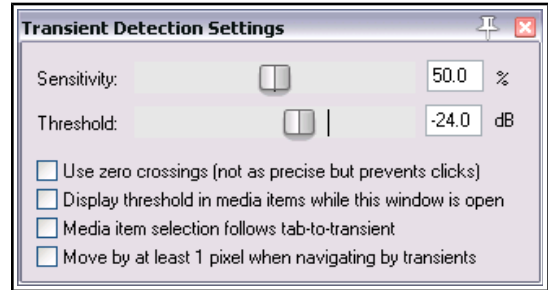 Transient Detection Settings
Sensitivity: 50.0 %
Threshold: -24.0 dB
Use zero crossings (not as precise but prevents clicks)
Display threshold in media items while this window is open
Media item selection follows tab-to-transient
Move by at least 1 pixel when navigating by transients